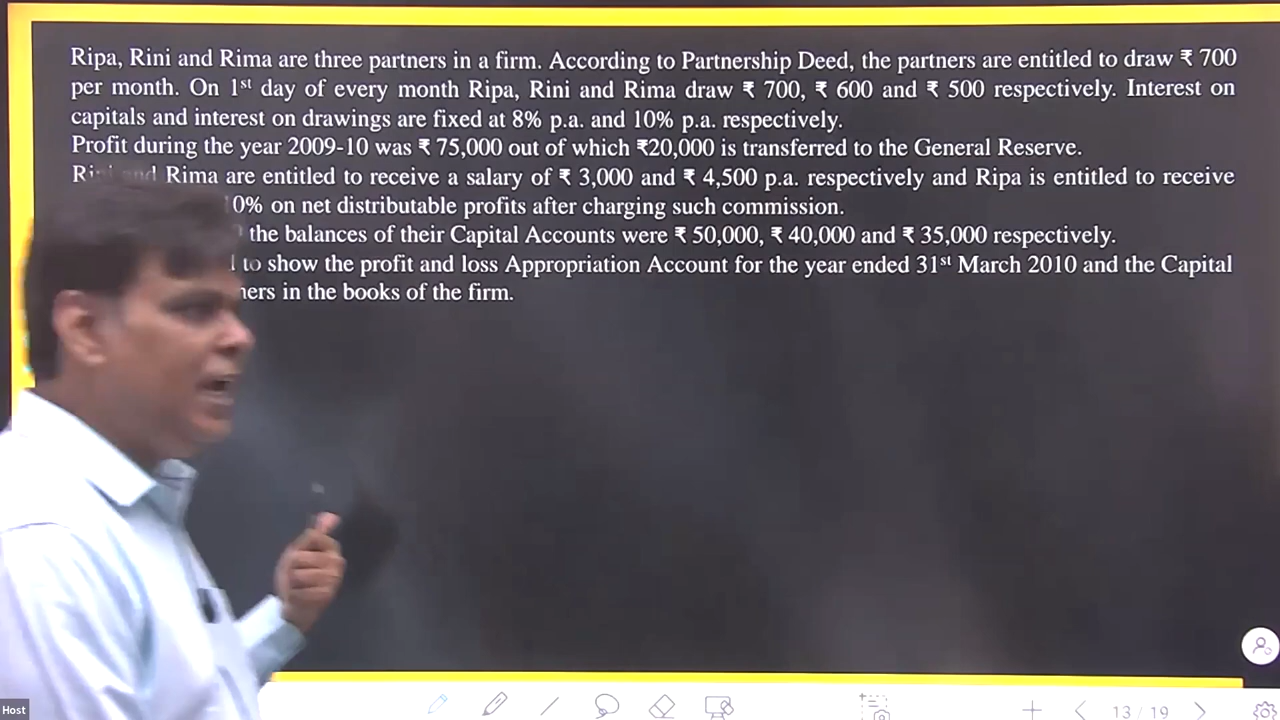 Ripa, Rini and Rima are three partners in a firm. According to Partnership Deed, the partners are entitled to draw ₹ 700
per month. On 1st day of every month Ripa, Rini and Rima draw ₹ 700, ₹ 600 and ₹ 500 respectively. Interest on
capitals and interest on drawings are fixed at 8% p.a. and 10% p.a. respectively.
Profit during the year 2009-10 was ₹ 75,000 out of which ₹20,000 is transferred to the General Reserve.
Rini and Rima are entitled to receive a salary of ₹ 3,000 and ₹ 4,500 p.a. respectively and Ripa is entitled to receive
0% on net distributable profits after charging such commission.
the balances of their Capital Accounts were ₹ 50,000, ₹ 40,000 and ₹ 35,000 respectively.
to show the profit and loss Appropriation Account for the year ended 31st March 2010 and the Capital
in the books of the firm.
Host
13 / 19